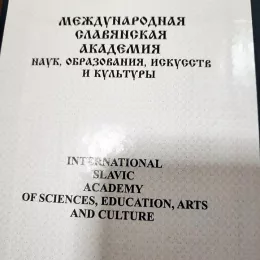 МЕЖДУНАРОДНАЯ
СЛАВЯНСКАЯ
АКАДЕМИЯ
НАУК, ОБРАЗОВАНИЯ, ИСКУССТВ
И КУЛЬТУРЫ
INTERNATIONAL
SLAVIC
ACADEMY
OF SCIENCES, EDUCATION, ARTS
AND CULTURE